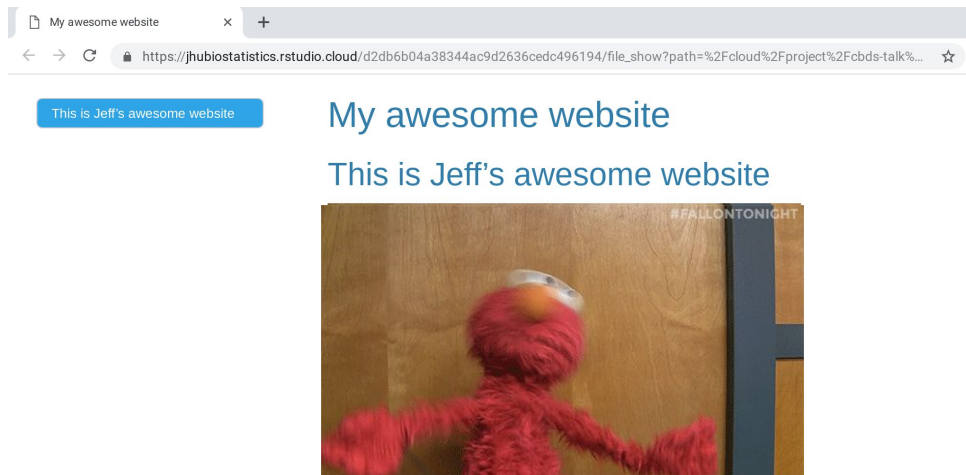 My awesome website
https://jhubiostatistics.rstudio.cloud/d2db6b04a38344ac9d2636cedc496194/file_show?path=%2Fcloud%2Fproject%2Fcbds-talk%...
This is Jeff's awesome website
My awesome website
This is Jeff’s awesome website
#FALLONTONIGHT